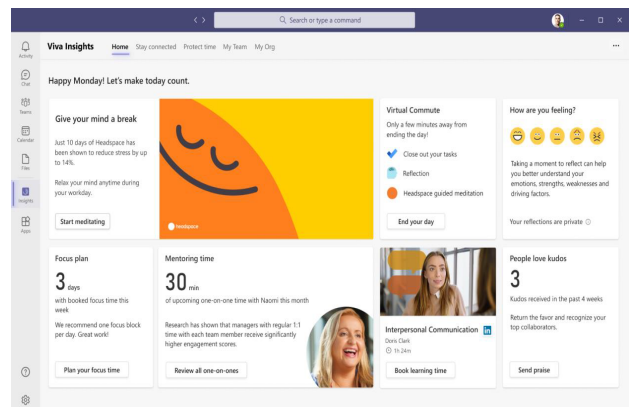 Search or type a command
Activity
Chat
Teams
Calendar
Files
Insights
Apps
Viva Insights
Home
Stay connected
Protect time
My Team
My Org
Happy Monday! Let's make today count.
Give your mind a break
Just 10 days of Headspace has
been shown to reduce stress by up
to 14%.
Relax your mind anytime during
your workday.
Start meditating
headspace
Virtual Commute
Only a few minutes away from
ending the day!
Close out your tasks
Reflection
Headspace guided meditation
End your day
How are you feeling?
Taking a moment to reflect can help
you better understand your
emotions, strengths, weaknesses and
driving factors.
Your reflections are private
Focus plan
3 days
with booked focus time this
week
We recommend one focus block
per day. Great work!
Plan your focus time
Mentoring time
30 min
of upcoming one-on-one time with Naomi this month
Research has shown that managers with regular 1:1
time with each team member receive significantly
higher engagement scores.
Review all one-on-ones
Interpersonal Communication
in
Doris Clark
1h 24m
Book learning time
People love kudos
3
Kudos received in the past 4 weeks
Return the favor and recognize your
top collaborators.
Send praise